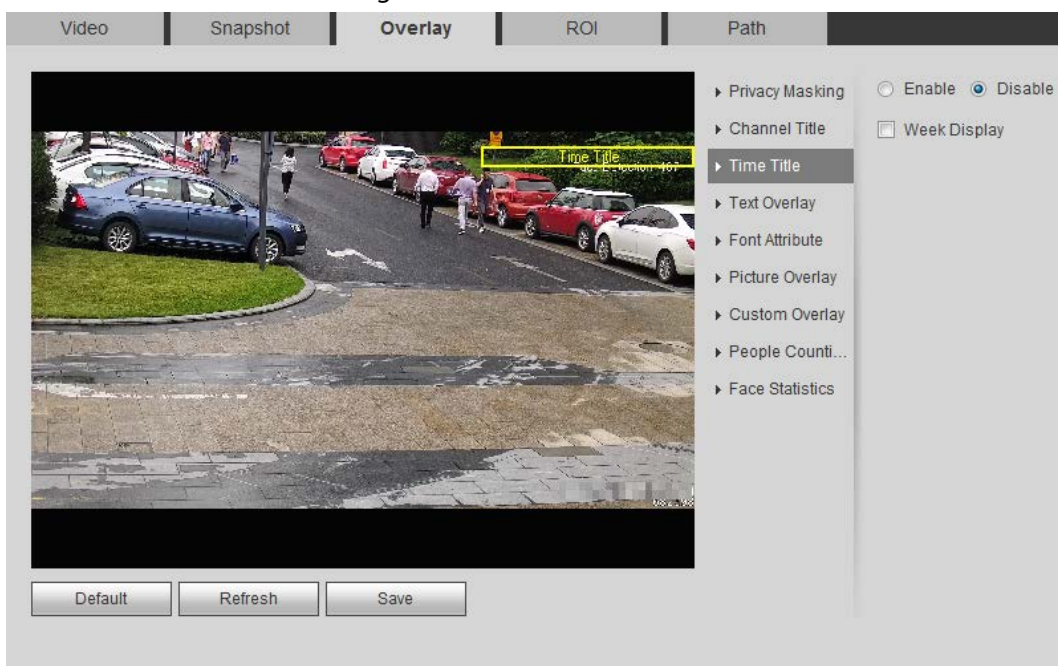 Video Snapshot Overlay ROI Path
Privacy Masking
Channel Title
Time Title
Text Overlay
Font Attribute
Picture Overlay
Custom Overlay
People Counti...
Face Statistics
Enable Disable
Week Display
Time Title
Default Refresh Save